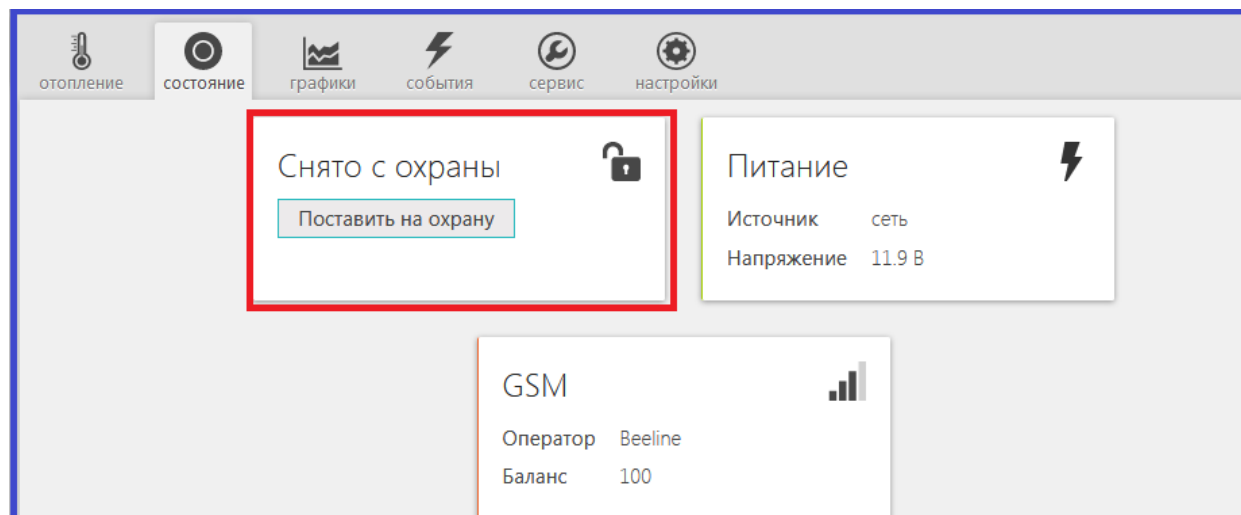 отопление
состояние
графики
события
сервис
настройки
Снято с охраны
Поставить на охрану
Питание
Источник сеть
Напряжение 11.9 В
GSM
Оператор Beeline
Баланс 100